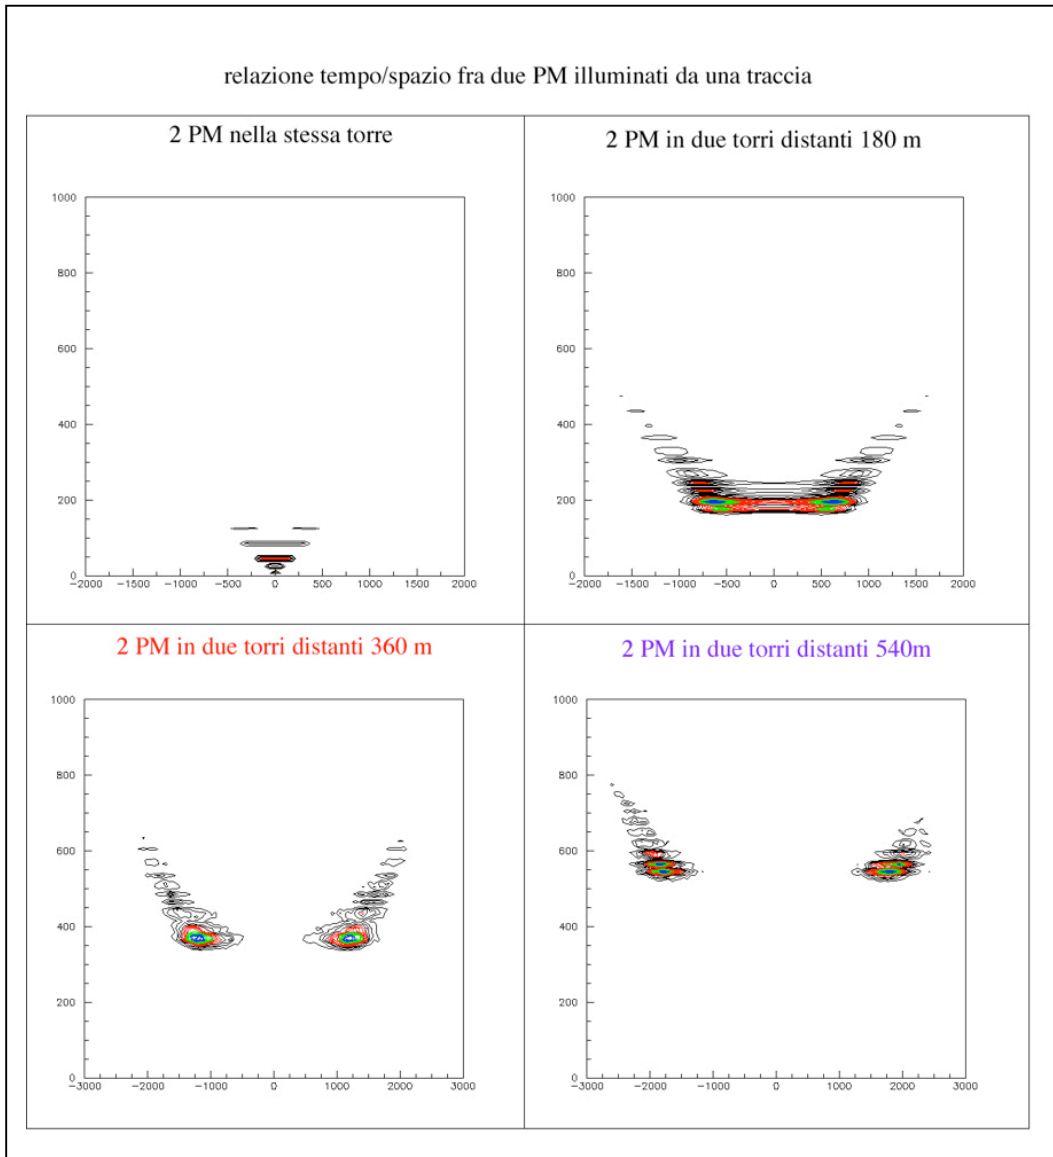 relazione tempo/spazio fra due PM illuminati da una traccia
2 PM nella stessa torre
1000
800
600
400
200
0
−2000 −1500 −1000 −500 0 500 1000 1500 2000
2 PM in due torri distanti 180 m
1000
800
600
400
200
0
−2000 −1500 −1000 −500 0 500 1000 1500 2000
2 PM in due torri distanti 360 m
1000
800
600
400
200
0
−3000 −2000 −1000 0 1000 2000 3000
2 PM in due torri distanti 540m
1000
800
600
400
200
0
−3000 −2000 −1000 0 1000 2000 3000